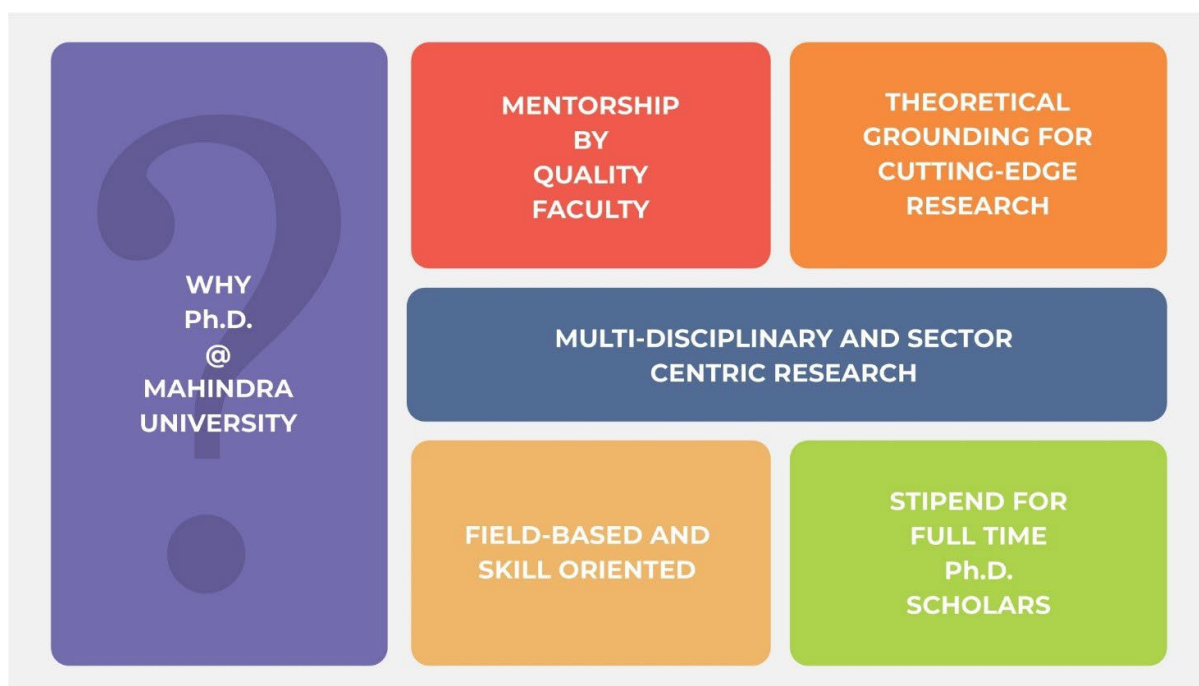 WHY
Ph.D.
@
MAHINDRA
UNIVERSITY
MENTORSHIP
BY
QUALITY
FACULTY
THEORETICAL
GROUNDING FOR
CUTTING-EDGE
RESEARCH
MULTI-DISCIPLINARY AND SECTOR
CENTRIC RESEARCH
FIELD-BASED AND
SKILL ORIENTED
STIPEND FOR
FULL TIME
Ph.D.
SCHOLARS